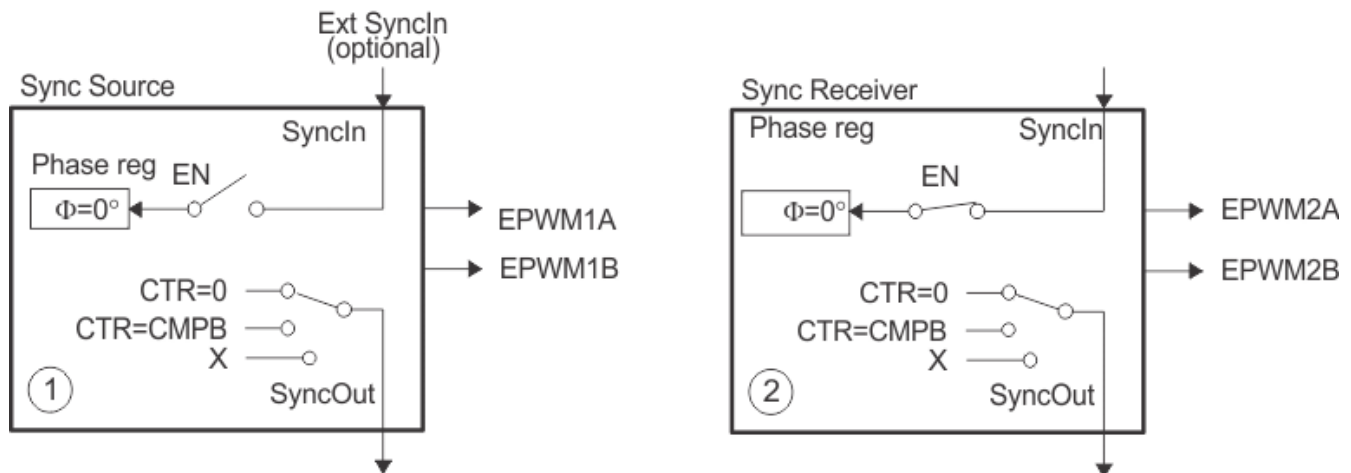 Ext SyncIn
(optional)
Sync Source
SyncIn
Phase reg
EN
Φ=0°
EPWM1A
EPWM1B
CTR=0
CTR=CMPB
X
SyncOut
1
Sync Receiver
Phase reg
SyncIn
EN
Φ=0°
EPWM2A
EPWM2B
CTR=0
CTR=CMPB
X
SyncOut
2